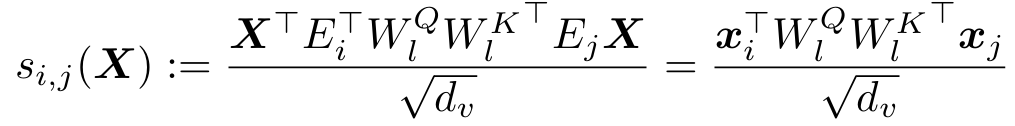 $s_{i,j}(\boldsymbol{X}) := \frac{\boldsymbol{X}^\top E_i^\top W_l^Q {W_l^K}^\top E_j \boldsymbol{X}}{\sqrt{d_v}} = \frac{\boldsymbol{x}_i^\top W_l^Q {W_l^K}^\top \boldsymbol{x}_j}{\sqrt{d_v}}$